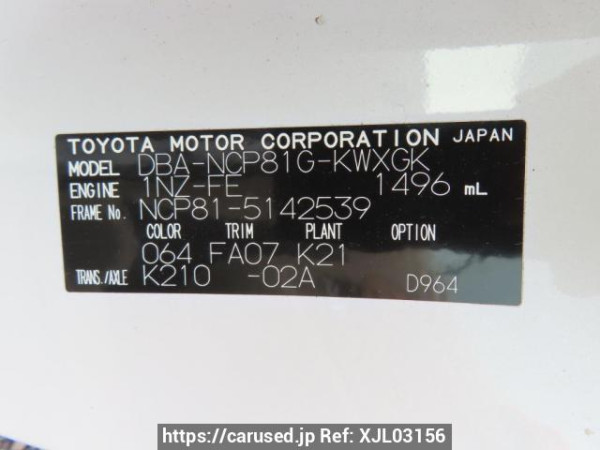 TOYOTA MOTOR CORPORATION JAPAN
MODEL DBA-NCP81G-KWXGK
ENGINE 1NZ-FE 1496 mL
FRAME No. NCP81-5142539
COLOR TRIM PLANT OPTION
064 FA07 K21
TRANS./AXLE K210 -02A D964
https://carused.jp Ref: XJL03156